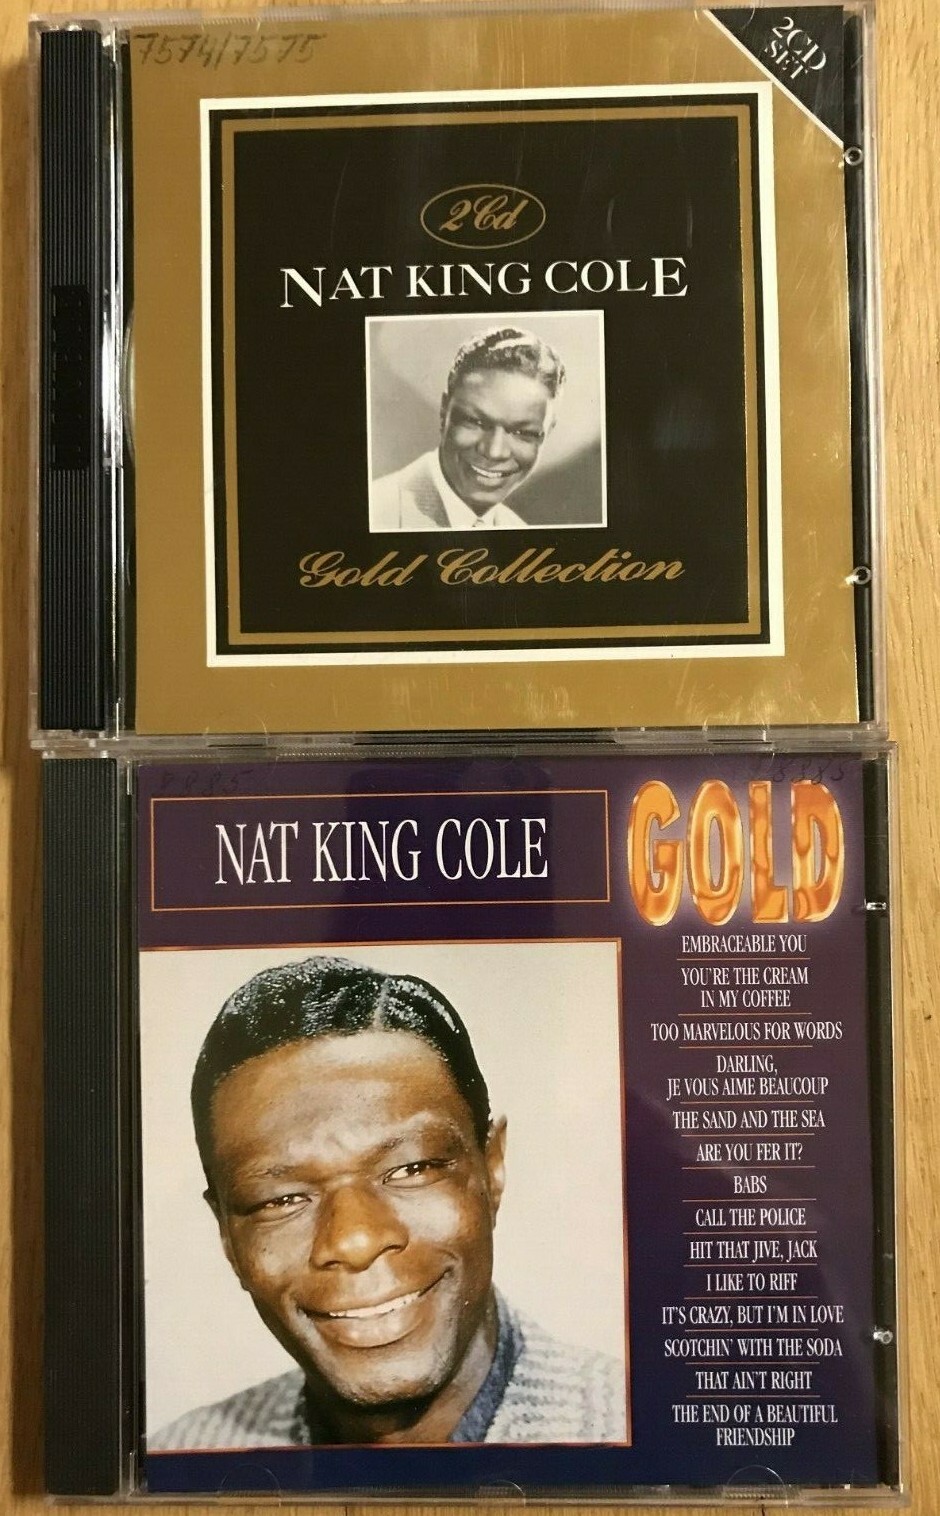 7574/7575
2CD
SET
2Cd
NAT KING COLE
Gold Collection
8885
8885
NAT KING COLE
GOLD
EMBRACEABLE YOU
YOU'RE THE CREAM
IN MY COFFEE
TOO MARVELOUS FOR WORDS
DARLING,
JE VOUS AIME BEAUCOUP
THE SAND AND THE SEA
ARE YOU FER IT?
BABS
CALL THE POLICE
HIT THAT JIVE, JACK
I LIKE TO RIFF
IT'S CRAZY, BUT I'M IN LOVE
SCOTCHIN' WITH THE SODA
THAT AIN'T RIGHT
THE END OF A BEAUTIFUL
FRIENDSHIP